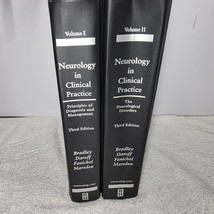 Volume I
Neurology
in
Clinical
Practice
Principles of
Diagnosis and
Management
Third Edition
Bradley
Daroff
Fenichel
Marsden
Volume II
Neurology
in
Clinical
Practice
The
Neurological
Disorders
Third Edition
Bradley
Daroff
Fenichel
Marsden